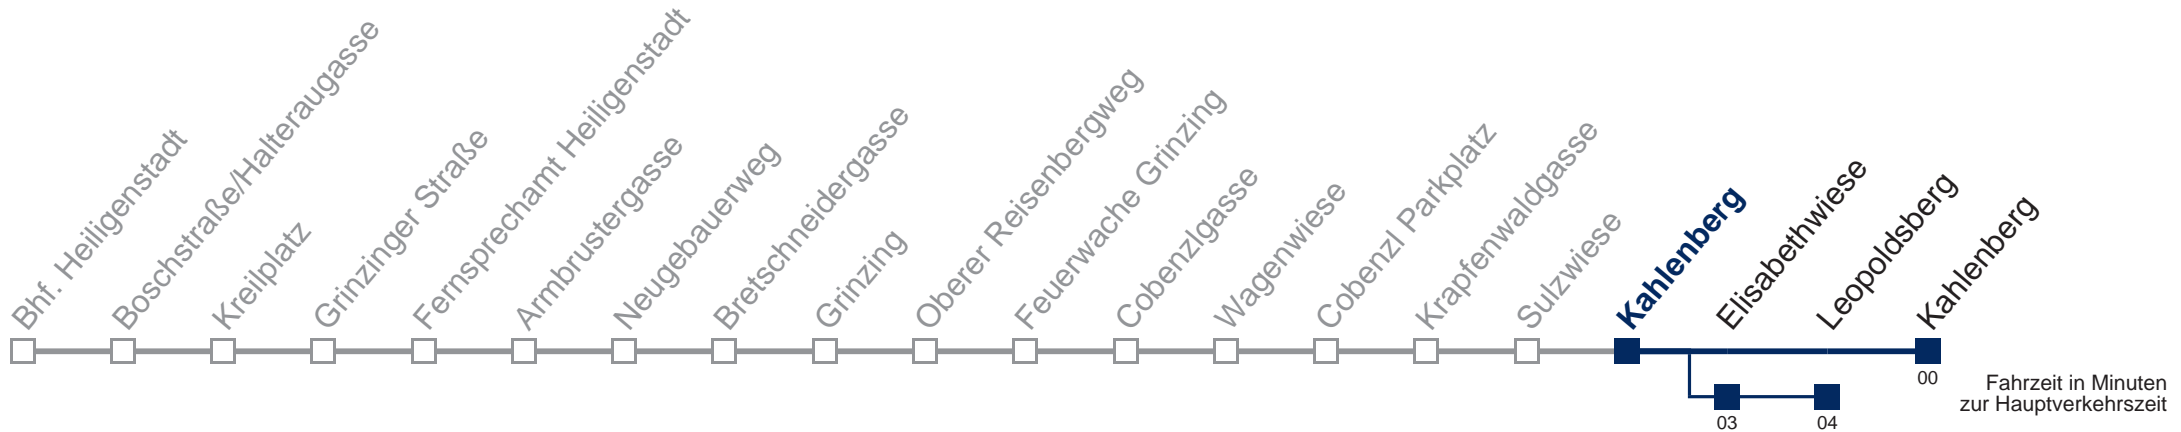 Bhf. Heiligenstadt
Boschstraße/Halteraugasse
Kreilplatz
Grinzinger Straße
Fernsprechamt Heiligenstadt
Armbrustergasse
Neugebauerweg
Bretschneidergasse
Grinzing
Oberer Reisenbergweg
Feuerwache Grinzing
Cobenzlgasse
Wagenwiese
Cobenzl Parkplatz
Krapfenwaldgasse
Sulzwiese
Kahlenberg
Elisabethwiese
Leopoldsberg
Kahlenberg
00
03
04
Fahrzeit in Minuten
zur Hauptverkehrszeit